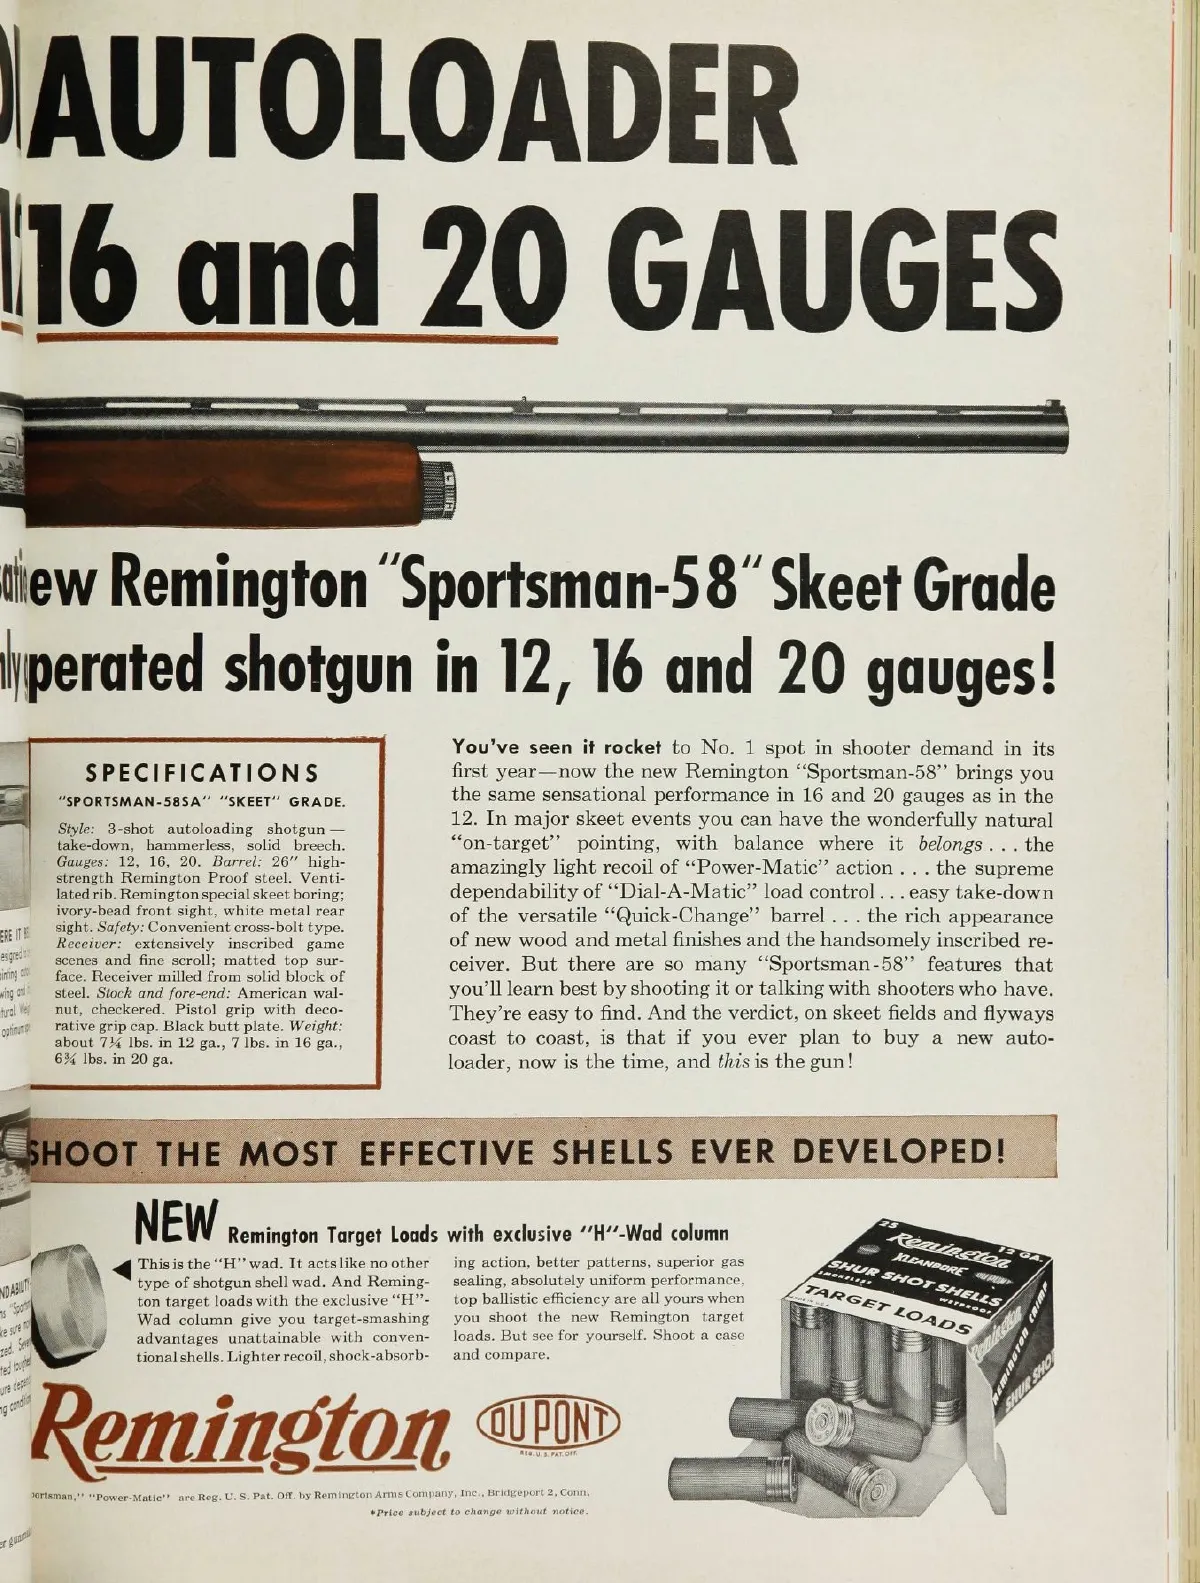 AUTOLOADER
16 and 20 GAUGES
ew Remington "Sportsman-58" Skeet Grade
perated shotgun in 12, 16 and 20 gauges!
SPECIFICATIONS
"SPORTSMAN-58SA" "SKEET" GRADE.
Style: 3-shot autoloading shotgun —
take-down, hammerless, solid breech.
Gauges: 12, 16, 20. Barrel: 26" high-
strength Remington Proof steel. Venti-
lated rib. Remington special skeet boring;
ivory-bead front sight, white metal rear
sight. Safety: Convenient cross-bolt type.
Receiver: extensively inscribed game
scenes and fine scroll; matted top sur-
face. Receiver milled from solid block of
steel. Stock and fore-end: American wal-
nut, checkered. Pistol grip with deco-
rative grip cap. Black butt plate. Weight:
about 7¼ lbs. in 12 ga., 7 lbs. in 16 ga.,
6¾ lbs. in 20 ga.
You've seen it rocket to No. 1 spot in shooter demand in its
first year—now the new Remington "Sportsman-58" brings you
the same sensational performance in 16 and 20 gauges as in the
12. In major skeet events you can have the wonderfully natural
"on-target" pointing, with balance where it belongs . . . the
amazingly light recoil of "Power-Matic" action . . . the supreme
dependability of "Dial-A-Matic" load control . . . easy take-down
of the versatile "Quick-Change" barrel . . . the rich appearance
of new wood and metal finishes and the handsomely inscribed re-
ceiver. But there are so many "Sportsman-58" features that
you'll learn best by shooting it or talking with shooters who have.
They're easy to find. And the verdict, on skeet fields and flyways
coast to coast, is that if you ever plan to buy a new auto-
loader, now is the time, and this is the gun!
SHOOT THE MOST EFFECTIVE SHELLS EVER DEVELOPED!
NEW Remington Target Loads with exclusive "H"-Wad column
This is the "H" wad. It acts like no other
type of shotgun shell wad. And Reming-
ton target loads with the exclusive "H"-
Wad column give you target-smashing
advantages unattainable with conven-
tional shells. Lighter recoil, shock-absorb-
ing action, better patterns, superior gas
sealing, absolutely uniform performance,
top ballistic efficiency are all yours when
you shoot the new Remington target
loads. But see for yourself. Shoot a case
and compare.
25 12 GA.
Remington
KLEANBORE
SHUR SHOT SHELLS
SMOKELESS WETPROOF
TARGET LOADS
Remington
REMINGTON CRIMP
SHUR SHOT
Remington
DU PONT
REG. U.S. PAT. OFF.
ortsman," "Power-Matic" are Reg. U. S. Pat. Off. by Remington Arms Company, Inc., Bridgeport 2, Conn.
*Price subject to change without notice.